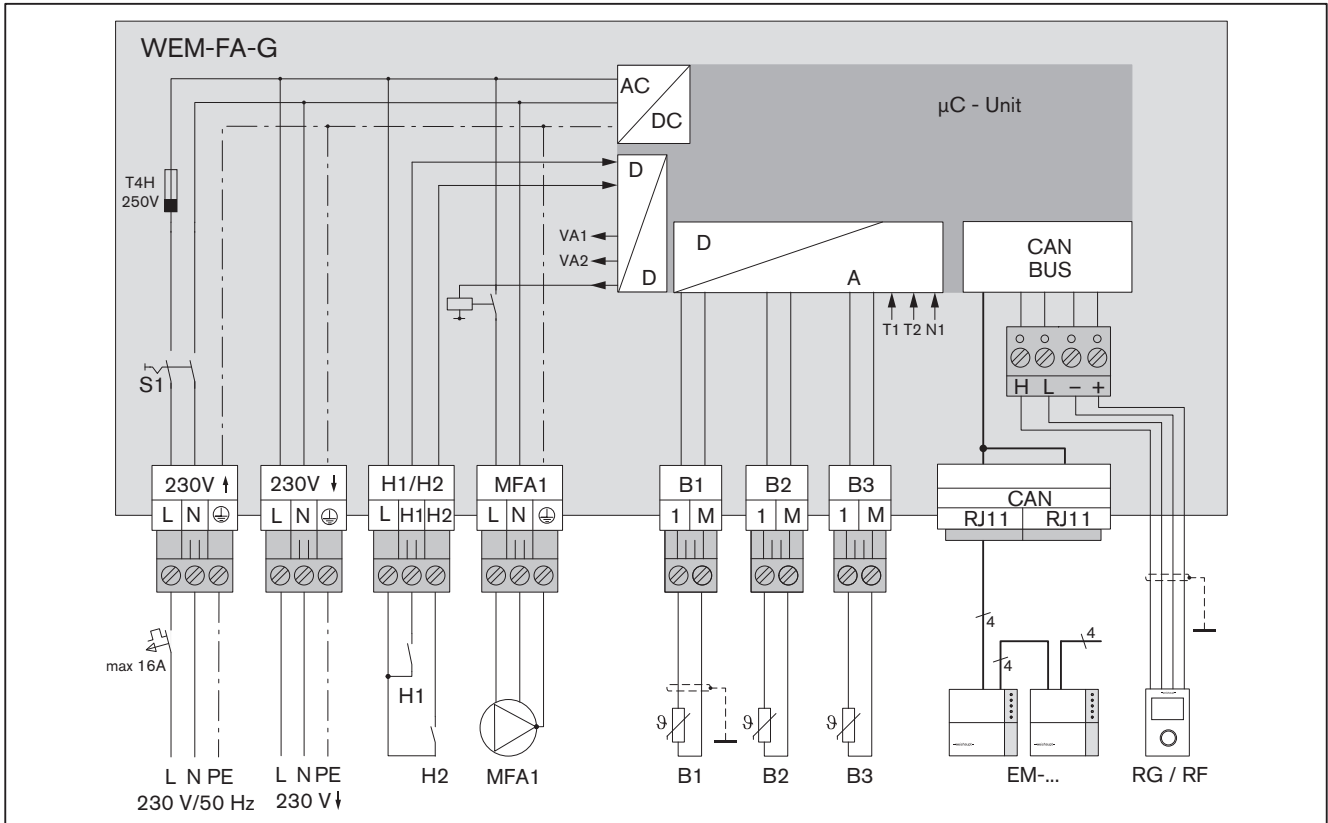 WEM-FA-G
AC
DC
µC - Unit
T4H
250V
D
D
VA1
VA2
D
A
T1 T2 N1
CAN
BUS
S1
H L – +
230V
L N
230V
L N
H1/H2
L H1 H2
MFA1
L N
B1
1 M
B2
1 M
B3
1 M
CAN
RJ11 RJ11
max 16A
H1
H2
MFA1
ϑ
ϑ
ϑ
4
4
4
L N PE
230 V/50 Hz
L N PE
230 V
B1
B2
B3
EM-...
RG / RF